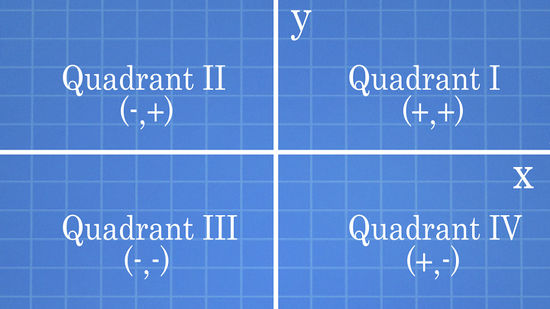 y
Quadrant II
(-,+)
Quadrant I
(+,+)
x
Quadrant III
(-,-)
Quadrant IV
(+,-)